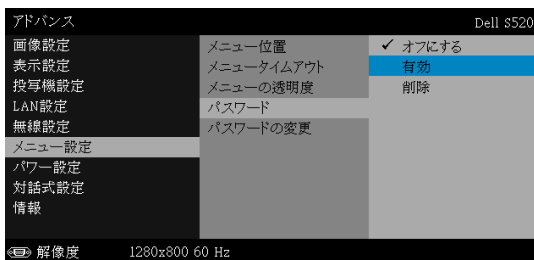 アドバンス Dell S520
画像設定
表示設定
投写機設定
LAN設定
無線設定
メニュー設定
パワー設定
対話式設定
情報
メニュー位置
メニュータイムアウト
メニューの透明度
パスワード
パスワードの変更
✓ オフにする
有効
削除
解像度 1280x800 60 Hz